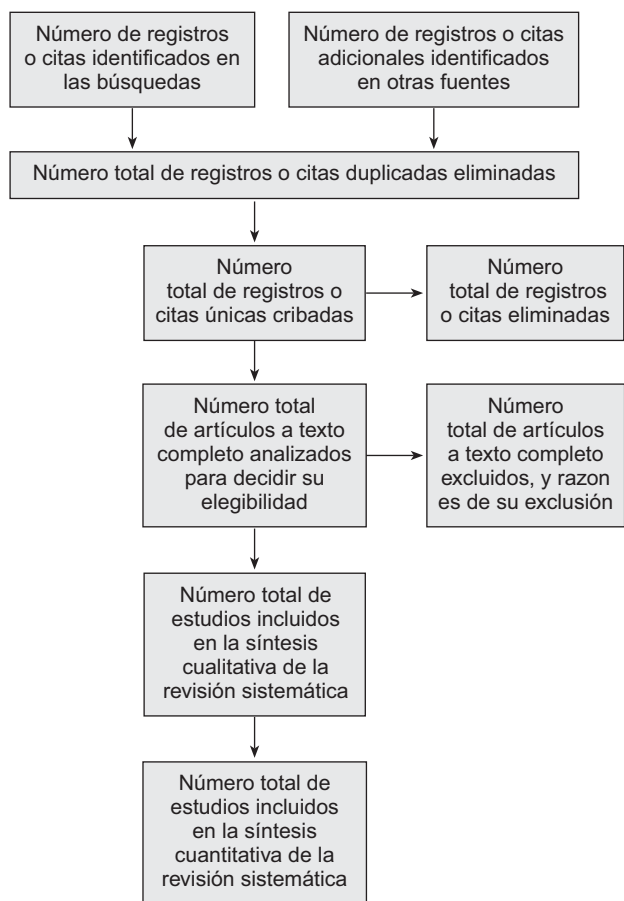 Número de registros
o citas identificados en
las búsquedas
Número de registros o citas
adicionales identificados
en otras fuentes
Número total de registros o citas duplicadas eliminadas
Número
total de registros o
citas únicas cribadas
Número
total de registros
o citas eliminadas
Número total
de artículos a texto
completo analizados
para decidir su
elegibilidad
Número
total de artículos
a texto completo
excluidos, y razon
es de su exclusión
Número total de
estudios incluidos
en la síntesis
cualitativa de la
revisión sistemática
Número total de
estudios incluidos
en la síntesis
cuantitativa de la
revisión sistemática